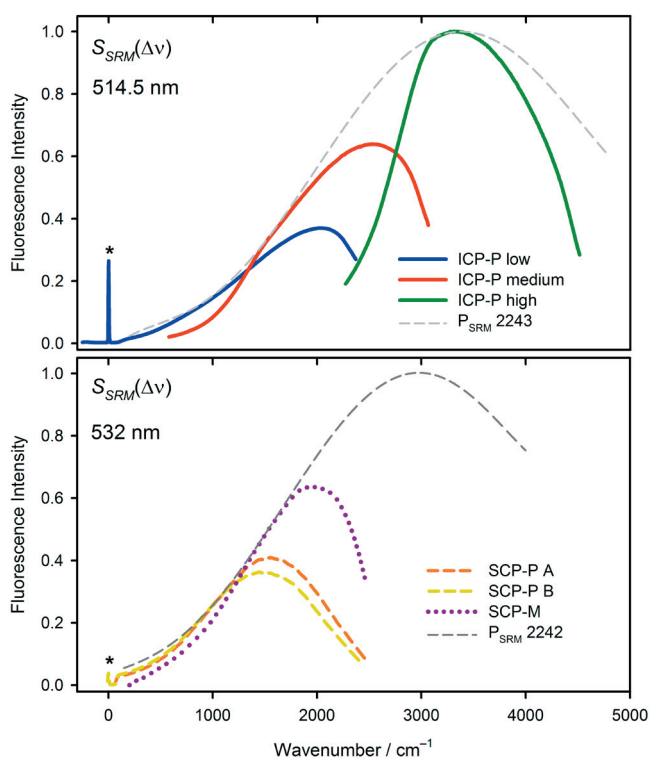 S_SRM(Δν)
514.5 nm
Fluorescence Intensity
1.0
0.8
0.6
0.4
0.2
0.0
*
ICP-P low
ICP-P medium
ICP-P high
P_SRM 2243
S_SRM(Δν)
532 nm
Fluorescence Intensity
1.0
0.8
0.6
0.4
0.2
0.0
*
SCP-P A
SCP-P B
SCP-M
P_SRM 2242
0 1000 2000 3000 4000 5000
Wavenumber / cm⁻¹